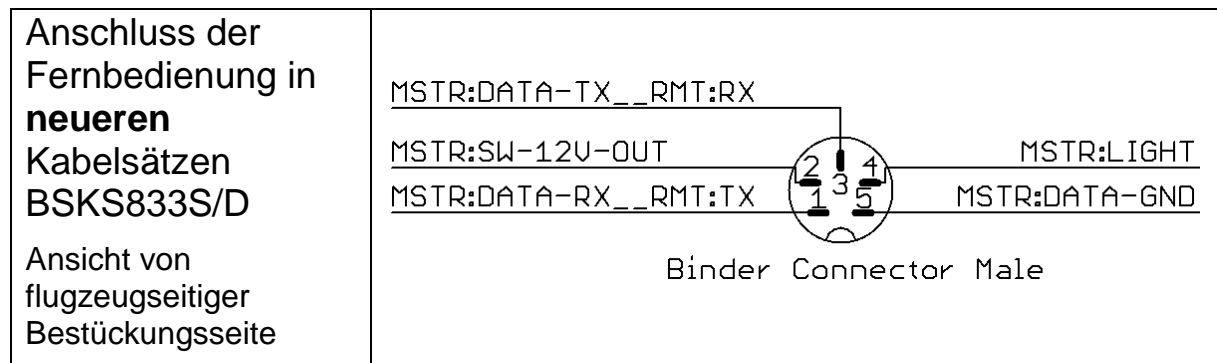 Anschluss der
Fernbedienung in
neueren
Kabelsätzen
BSKS833S/D
Ansicht von
flugzeugseitiger
Bestückungsseite
MSTR:DATA-TX__RMT:RX
MSTR:SW-12V-OUT
MSTR:DATA-RX__RMT:TX
2
3
4
1
5
MSTR:LIGHT
MSTR:DATA-GND
Binder Connector Male